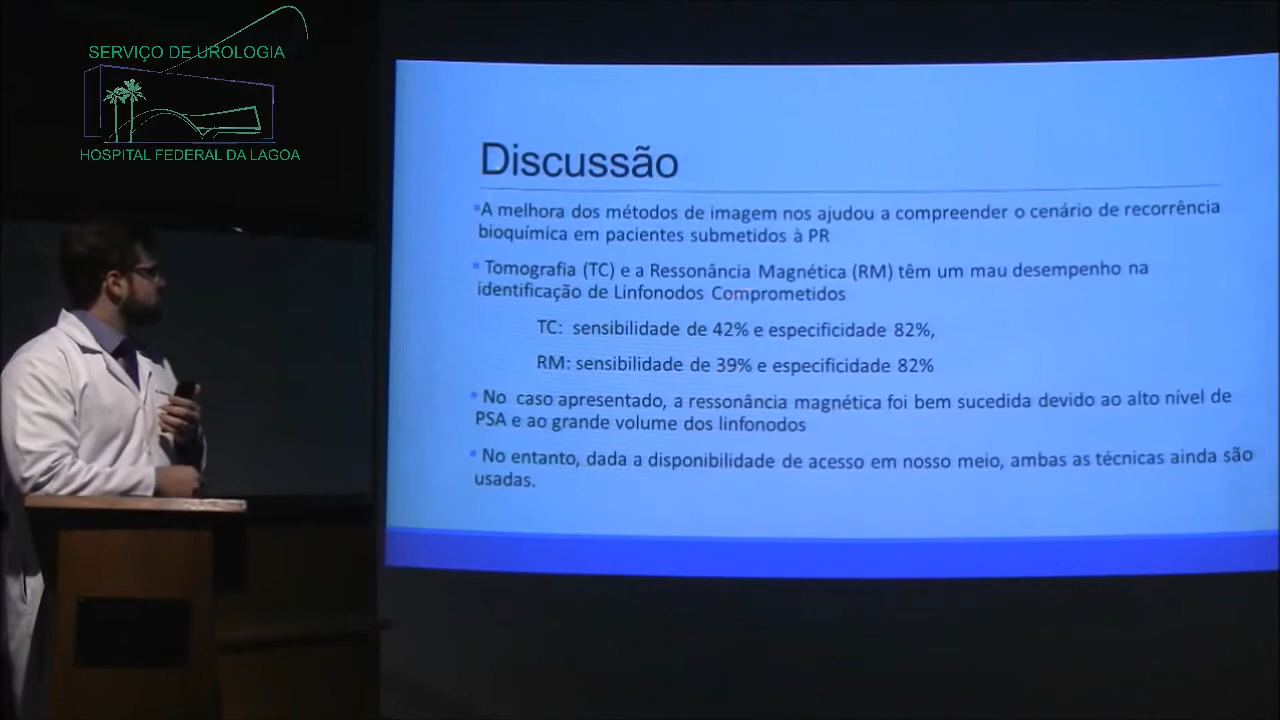 SERVIÇO DE UROLOGIA
HOSPITAL FEDERAL DA LAGOA
Discussão
A melhora dos métodos de imagem nos ajudou a compreender o cenário de recorrência
bioquímica em pacientes submetidos à PR
Tomografia (TC) e a Ressonância Magnética (RM) têm um mau desempenho na
identificação de Linfonodos Comprometidos
TC: sensibilidade de 42% e especificidade 82%,
RM: sensibilidade de 39% e especificidade 82%
No caso apresentado, a ressonância magnética foi bem sucedida devido ao alto nível de
PSA e ao grande volume dos linfonodos
No entanto, dada a disponibilidade de acesso em nosso meio, ambas as técnicas ainda são
usadas.